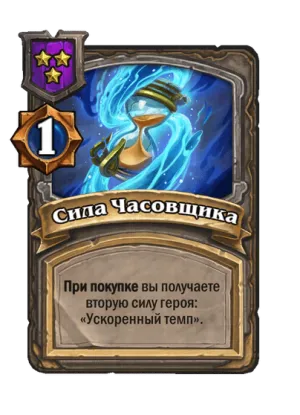 1
Сила Часовщика
При покупке вы получаете
вторую силу героя:
«Ускоренный темп».